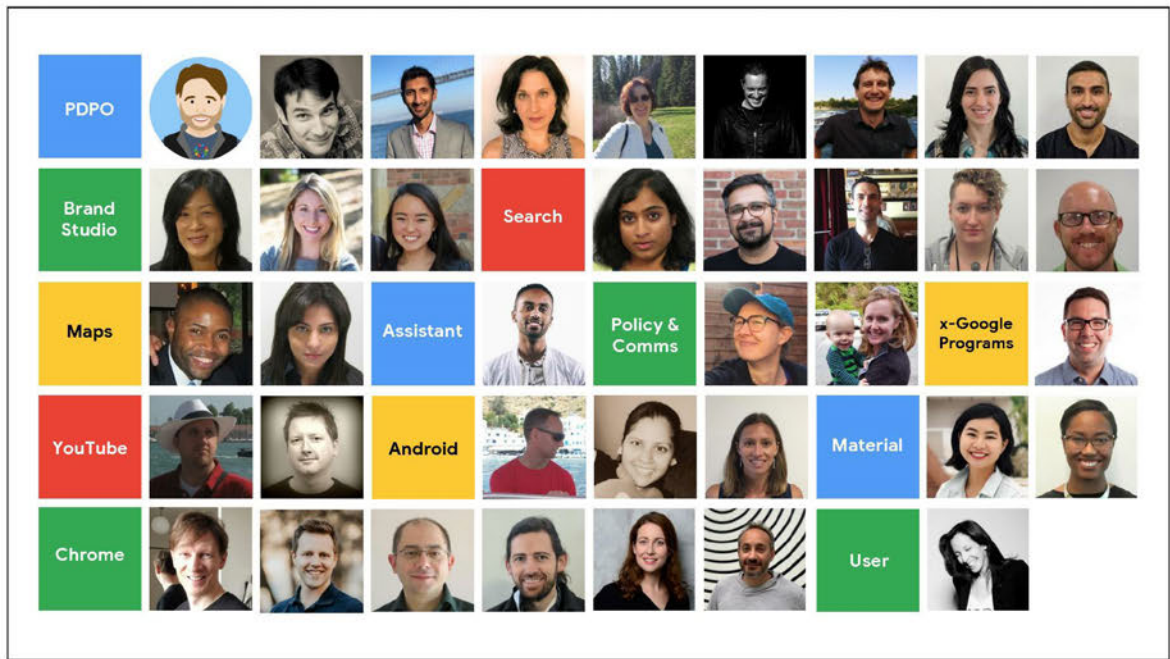 PDPO
Brand
Studio
Search
Maps
Assistant
Policy &
Comms
x-Google
Programs
YouTube
Android
Material
Chrome
User